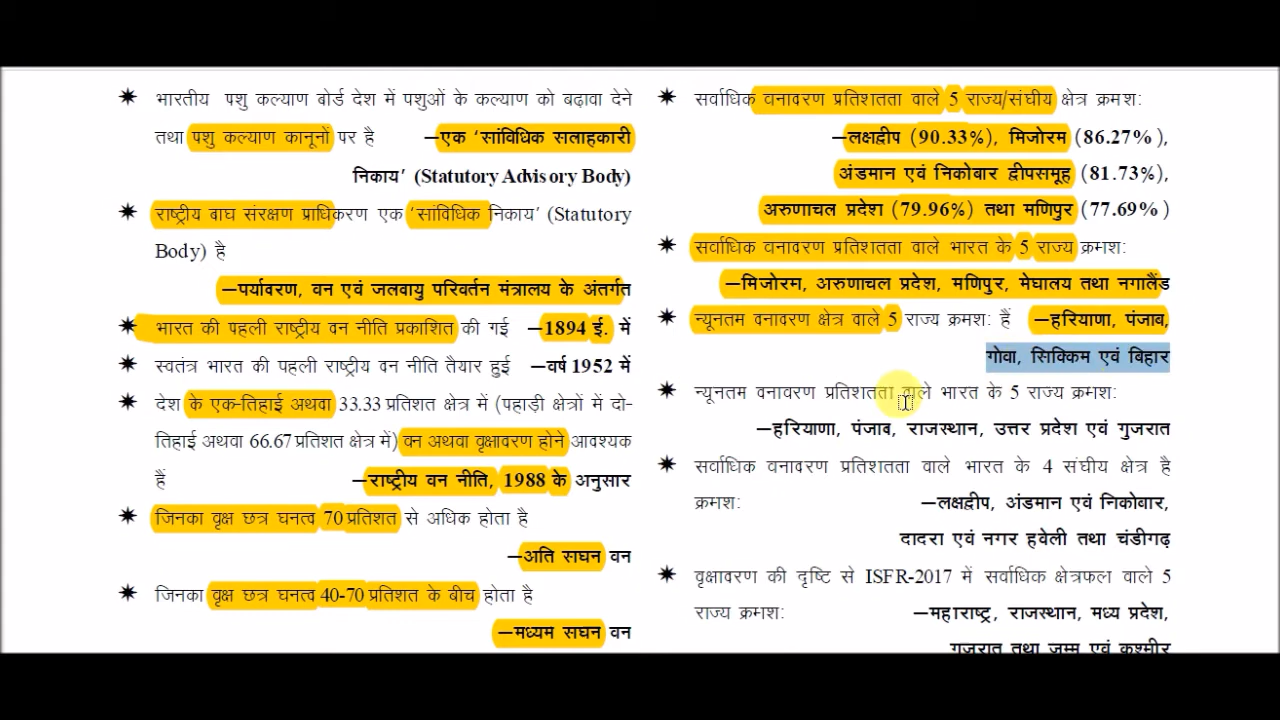 ✷ भारतीय पशु कल्याण बोर्ड देश में पशुओं के कल्याण को बढ़ावा देने
तथा पशु कल्याण कानूनों पर है –एक ‘सांविधिक सलाहकारी
निकाय’ (Statutory Advisory Body)
✷ राष्ट्रीय बाघ संरक्षण प्राधिकरण एक ‘सांविधिक निकाय’ (Statutory
Body) है
–पर्यावरण, वन एवं जलवायु परिवर्तन मंत्रालय के अंतर्गत
✷ भारत की पहली राष्ट्रीय वन नीति प्रकाशित की गई –1894 ई. में
✷ स्वतंत्र भारत की पहली राष्ट्रीय वन नीति तैयार हुई –वर्ष 1952 में
✷ देश के एक-तिहाई अथवा 33.33 प्रतिशत क्षेत्र में (पहाड़ी क्षेत्रों में दो-
तिहाई अथवा 66.67 प्रतिशत क्षेत्र में) वन अथवा वृक्षावरण होने आवश्यक
हैं –राष्ट्रीय वन नीति, 1988 के अनुसार
✷ जिनका वृक्ष छत्र घनत्व 70 प्रतिशत से अधिक होता है
–अति सघन वन
✷ जिनका वृक्ष छत्र घनत्व 40-70 प्रतिशत के बीच होता है
–मध्यम सघन वन
✷ सर्वाधिक वनावरण प्रतिशतता वाले 5 राज्य/संघीय क्षेत्र क्रमश:
–लक्षद्वीप (90.33%), मिजोरम (86.27%),
अंडमान एवं निकोबार द्वीपसमूह (81.73%),
अरुणाचल प्रदेश (79.96%) तथा मणिपुर (77.69%)
✷ सर्वाधिक वनावरण प्रतिशतता वाले भारत के 5 राज्य क्रमश:
–मिजोरम, अरुणाचल प्रदेश, मणिपुर, मेघालय तथा नगालैंड
✷ न्यूनतम वनावरण क्षेत्र वाले 5 राज्य क्रमश: हैं –हरियाणा, पंजाब,
गोवा, सिक्किम एवं बिहार
✷ न्यूनतम वनावरण प्रतिशतता वाले भारत के 5 राज्य क्रमश:
–हरियाणा, पंजाब, राजस्थान, उत्तर प्रदेश एवं गुजरात
✷ सर्वाधिक वनावरण प्रतिशतता वाले भारत के 4 संघीय क्षेत्र है
क्रमश: –लक्षद्वीप, अंडमान एवं निकोबार,
दादरा एवं नगर हवेली तथा चंडीगढ़
✷ वृक्षावरण की दृष्टि से ISFR-2017 में सर्वाधिक क्षेत्रफल वाले 5
राज्य क्रमश: –महाराष्ट्र, राजस्थान, मध्य प्रदेश,
गुजरात तथा जम्मू एवं कश्मीर